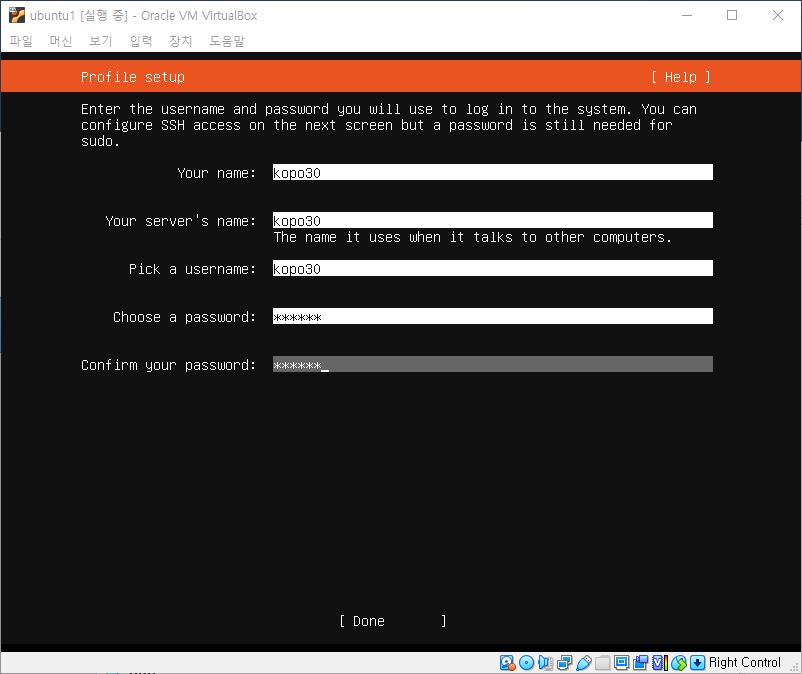 ubuntu1 [실행 중] - Oracle VM VirtualBox
파일 머신 보기 입력 장치 도움말
Profile setup [ Help ]
Enter the username and password you will use to log in to the system. You can
configure SSH access on the next screen but a password is still needed for
sudo.
Your name: kopo30
Your server's name: kopo30
The name it uses when it talks to other computers.
Pick a username: kopo30
Choose a password: ******
Confirm your password: ******_
[ Done ]
Right Control